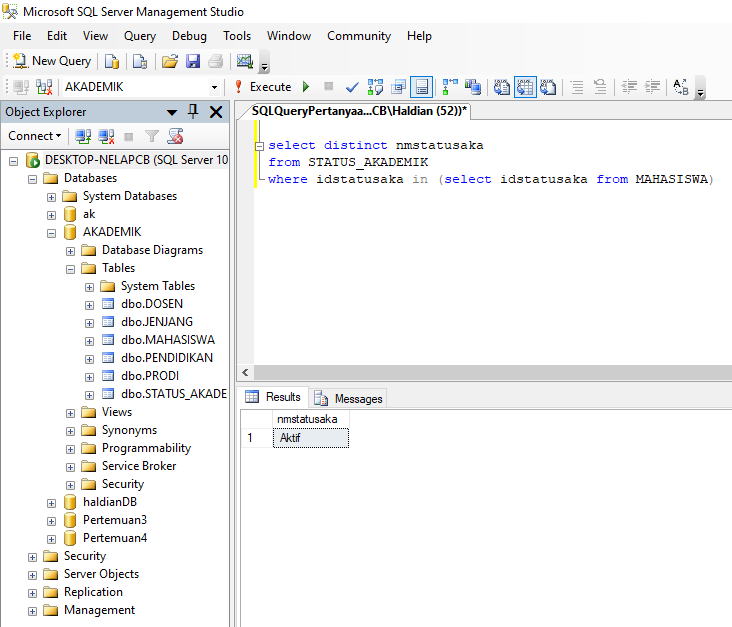 Microsoft SQL Server Management Studio
File Edit View Query Debug Tools Window Community Help
New Query
AKADEMIK
Execute
Object Explorer
Connect
DESKTOP-NELAPCB (SQL Server 10
Databases
System Databases
ak
AKADEMIK
Database Diagrams
Tables
System Tables
dbo.DOSEN
dbo.JENJANG
dbo.MAHASISWA
dbo.PENDIDIKAN
dbo.PRODI
dbo.STATUS_AKADE
Views
Synonyms
Programmability
Service Broker
Security
haldianDB
Pertemuan3
Pertemuan4
Security
Server Objects
Replication
Management
SQLQueryPertanyaa...CB\Haldian (52))*
select distinct nmstatusaka
from STATUS_AKADEMIK
where idstatusaka in (select idstatusaka from MAHASISWA)
Results Messages
nmstatusaka
1 Aktif